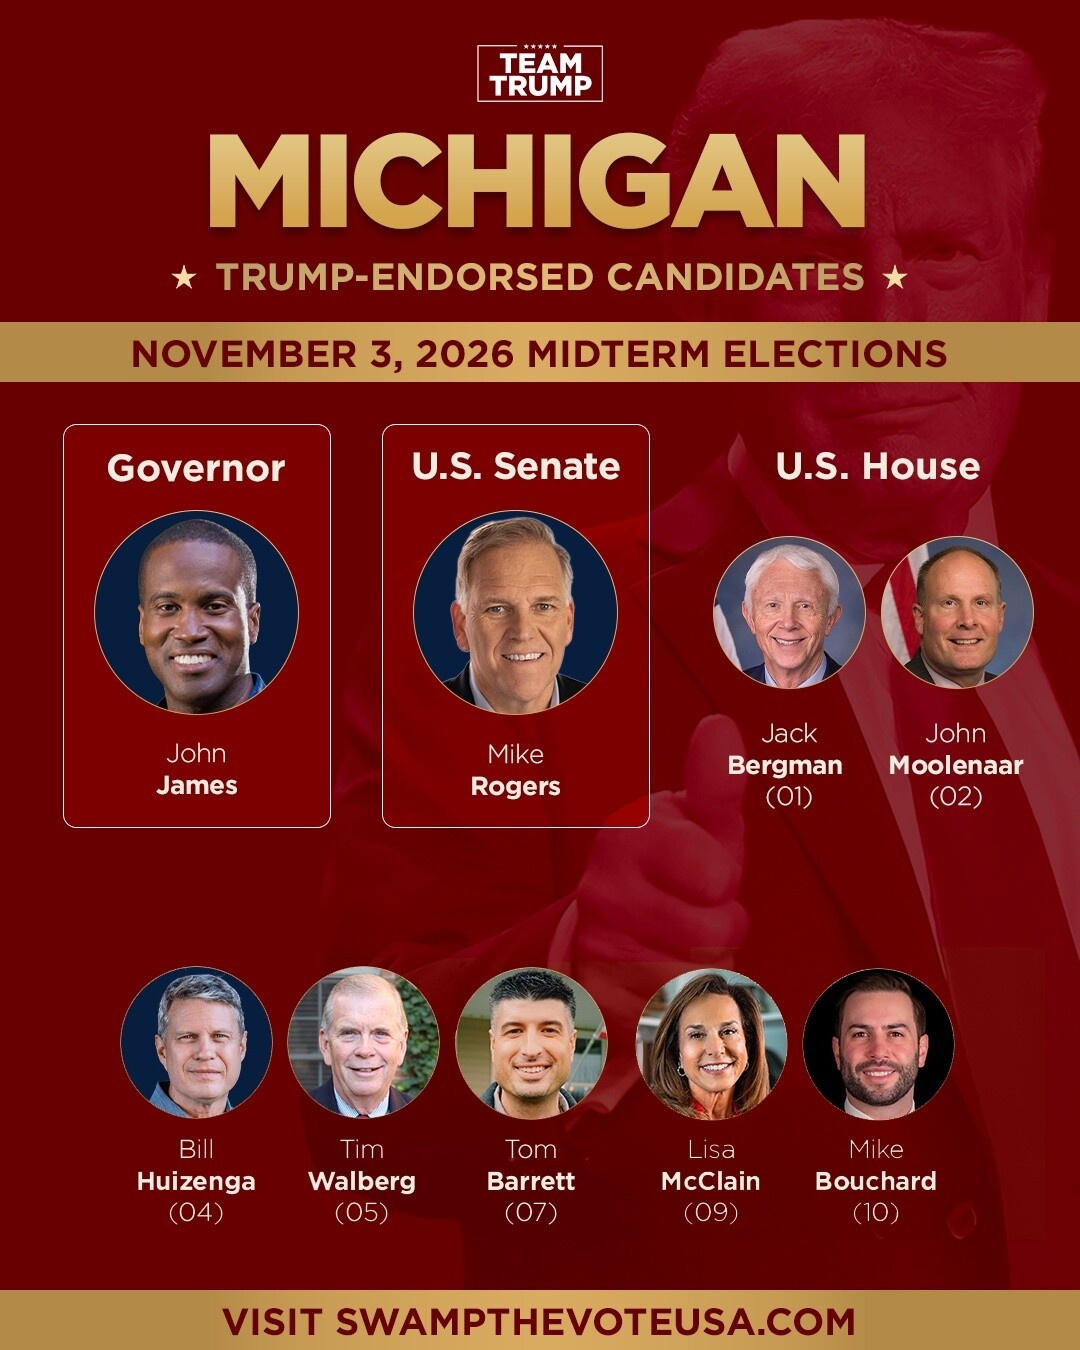 TEAM
TRUMP
MICHIGAN
★ TRUMP-ENDORSED CANDIDATES ★
NOVEMBER 3, 2026 MIDTERM ELECTIONS
Governor
John
James
U.S. Senate
Mike
Rogers
U.S. House
Jack
Bergman
(01)
John
Moolenaar
(02)
Bill
Huizenga
(04)
Tim
Walberg
(05)
Tom
Barrett
(07)
Lisa
McClain
(09)
Mike
Bouchard
(10)
VISIT SWAMPTHEVOTEUSA.COM